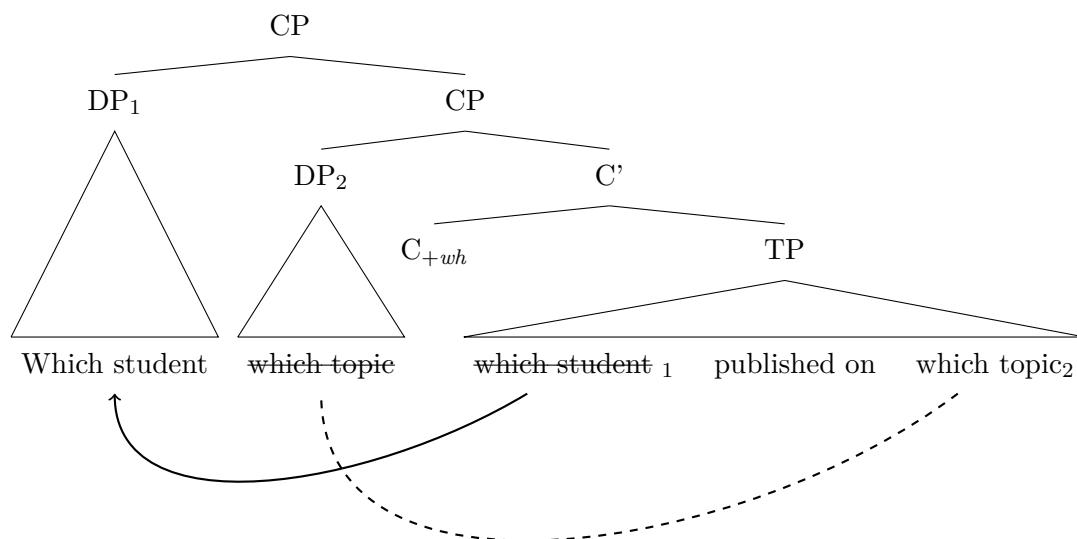 CP
DP₁ CP
DP₂ C’
C₊wh TP
Which student which topic which student ₁ published on which topic₂